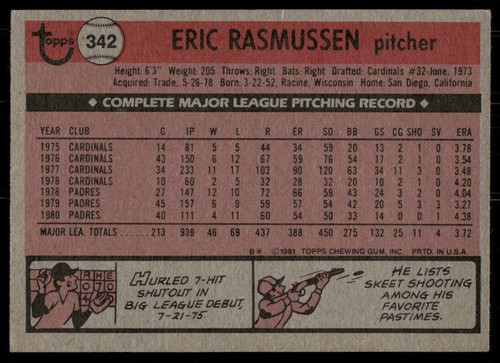 topps 342 ERIC RASMUSSEN pitcher
Height: 6'3" Weight: 205 Throws: Right Bats: Right Drafted: Cardinals #32-June, 1973
Acquired: Trade, 5-26-78 Born: 3-22-52, Racine, Wisconsin Home: San Diego, California
COMPLETE MAJOR LEAGUE PITCHING RECORD
YEAR CLUB G IP W L R ER SO BB GS CG SHO SV ERA
1975 CARDINALS 14 81 5 5 44 34 59 20 13 2 1 0 3.78
1976 CARDINALS 43 150 6 12 67 59 76 54 17 2 1 0 3.54
1977 CARDINALS 34 233 11 17 103 90 120 63 34 11 3 0 3.48
1978 CARDINALS 10 60 2 5 28 28 32 20 10 2 1 0 4.20
1978 PADRES 27 146 12 10 72 66 59 43 24 3 2 0 4.07
1979 PADRES 45 157 6 9 59 57 54 42 20 5 3 3 3.27
1980 PADRES 40 111 4 11 60 54 50 33 14 0 0 1 4.38
MAJOR LEA. TOTALS 213 939 46 69 437 388 450 275 132 25 11 4 3.72
B* ©1981 TOPPS CHEWING GUM, INC. PRTD. IN U.S.A.
R H E
0 7 0
HURLED 7-HIT
SHUTOUT IN
BIG LEAGUE DEBUT,
7-21-75
HE LISTS
SKEET SHOOTING
AMONG HIS
FAVORITE
PASTIMES.